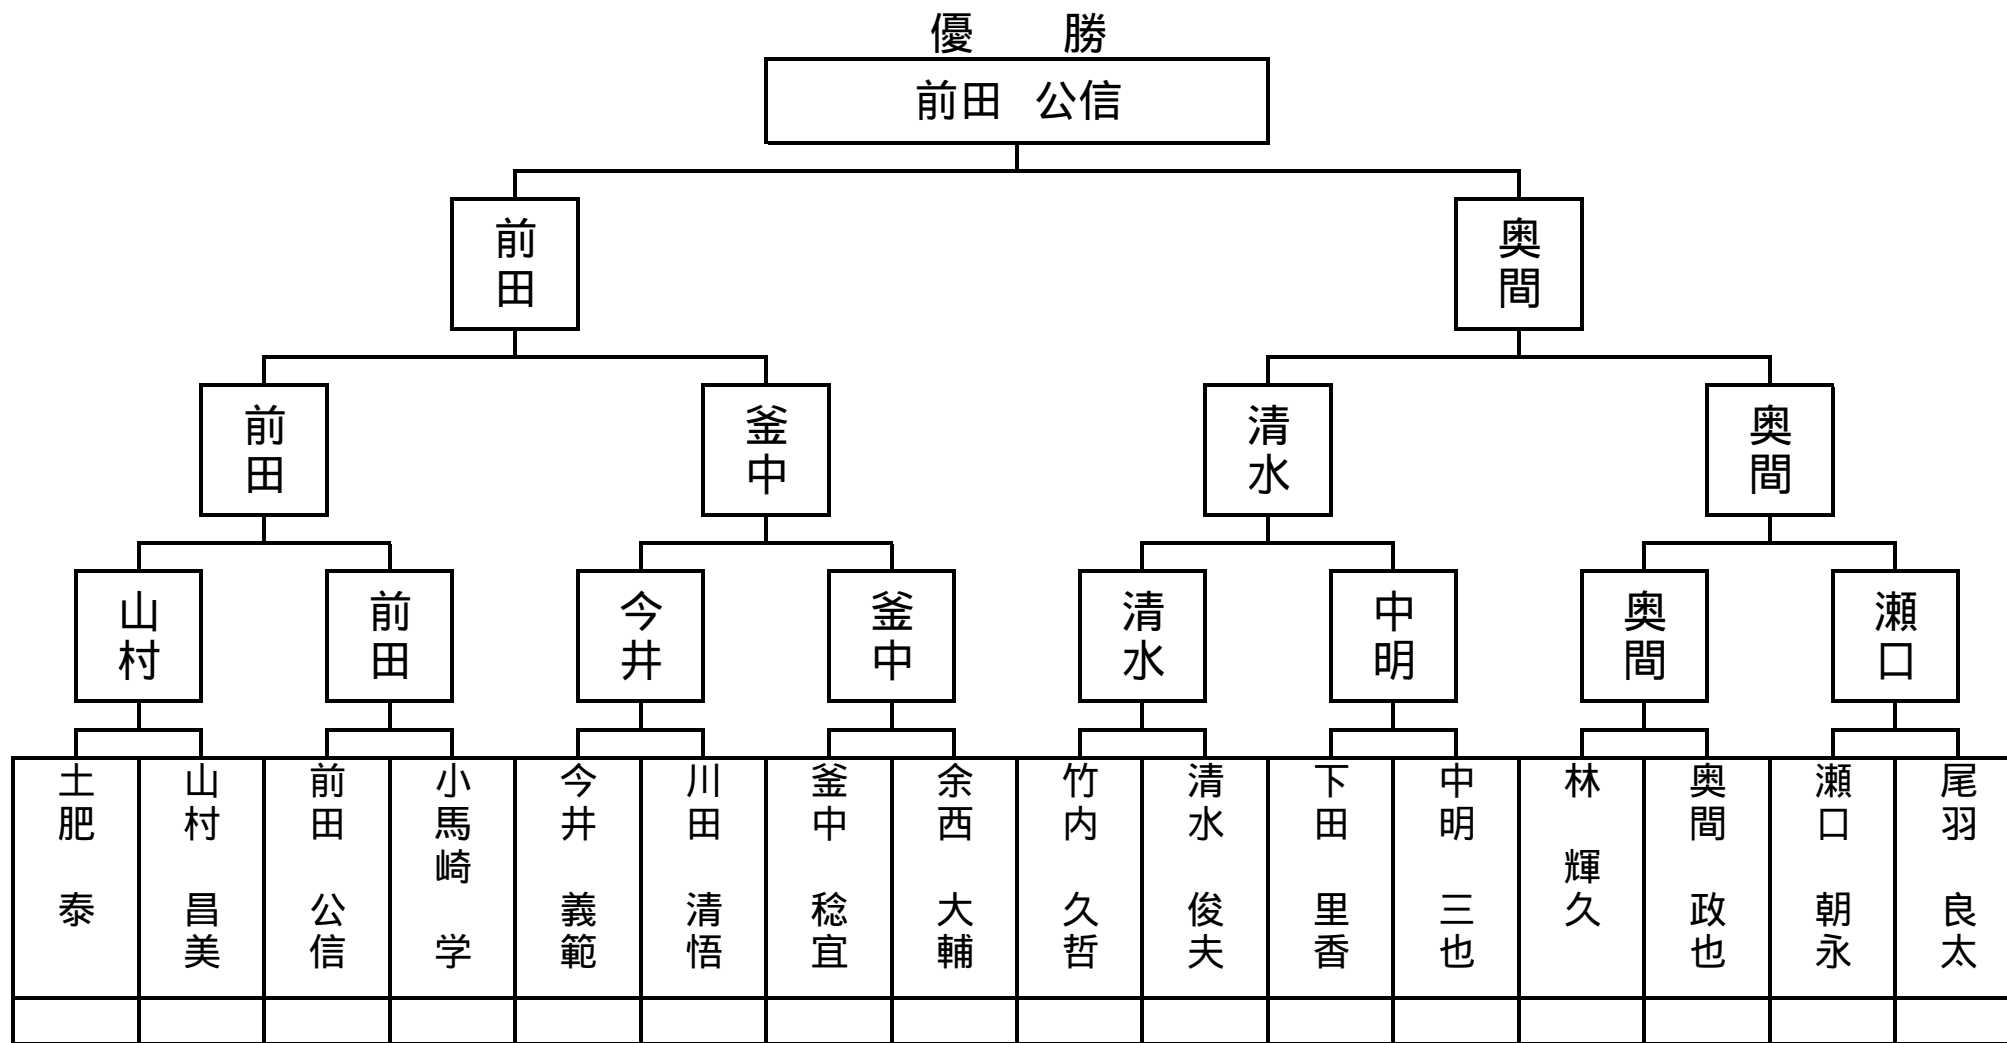 優　勝
前田 公信
前田
奥間
前田
釜中
清水
奥間
山村
前田
今井
釜中
清水
中明
奥間
瀬口
土肥 泰
山村 昌美
前田 公信
小馬崎 学
今井 義範
川田 清悟
釜中 稔宜
余西 大輔
竹内 久哲
清水 俊夫
下田 里香
中明 三也
林 輝久
奥間 政也
瀬口 朝永
尾羽 良太